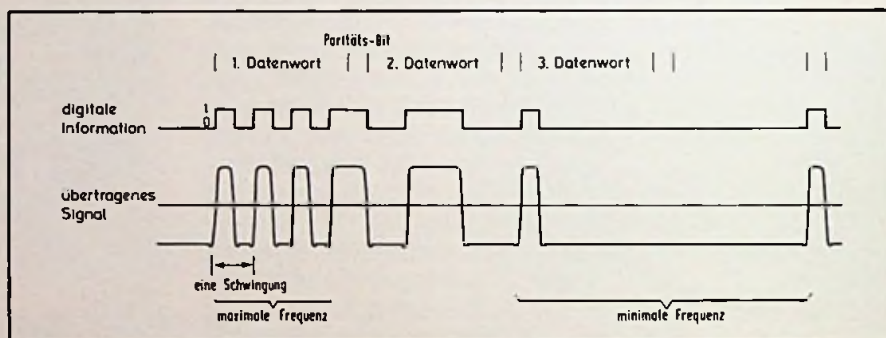 Paritäts-Bit
1. Datenwort
2. Datenwort
3. Datenwort
digitale
Information
1
0
übertragenes
Signal
eine Schwingung
maximale Frequenz
minimale Frequenz